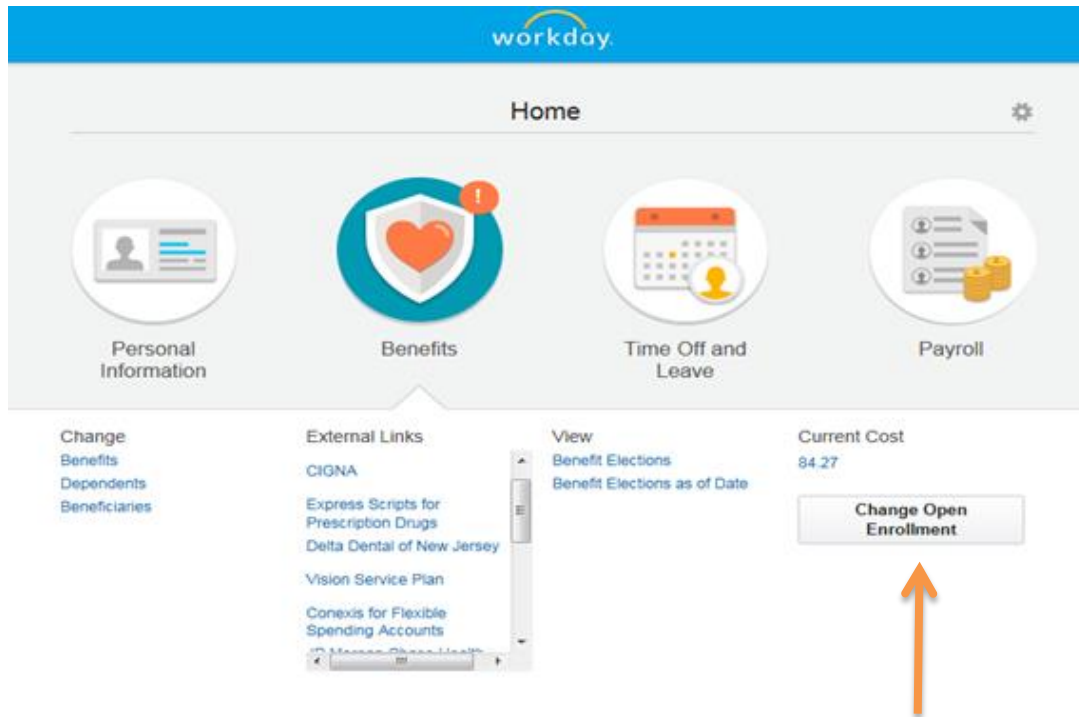 workday.
Home
!
Personal
Information
Benefits
Time Off and
Leave
Payroll
Change
Benefits
Dependents
Beneficiaries
External Links
CIGNA
Express Scripts for
Prescription Drugs
Delta Dental of New Jersey
Vision Service Plan
Conexis for Flexible
Spending Accounts
View
Benefit Elections
Benefit Elections as of Date
Current Cost
84.27
Change Open
Enrollment